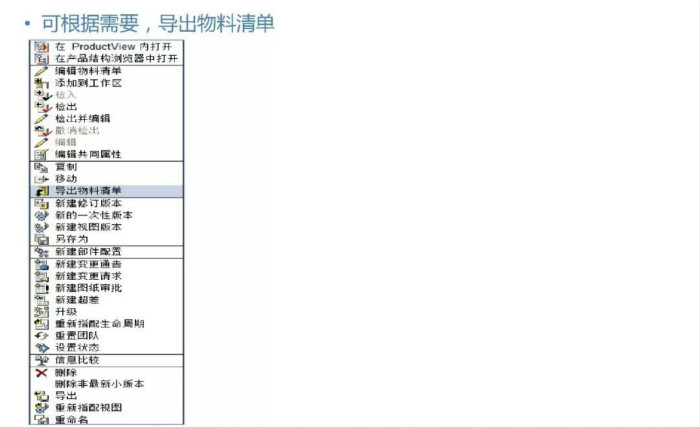 • 可根据需要，导出物料清单
在 ProductView 内打开
在产品结构浏览器中打开
编辑物料清单
添加到工作区
检入
检出
检出并编辑
撤消检出
编辑
编辑共同属性
复制
移动
导出物料清单
新建修订版本
新的一次性版本
新建视图版本
另存为
新建部件配置
新建变更通告
新建变更请求
新建图纸审批
新建超差
升级
重新指配生命周期
重置团队
设置状态
信息比较
删除
删除非最新小版本
导出
重新指配视图
重命名